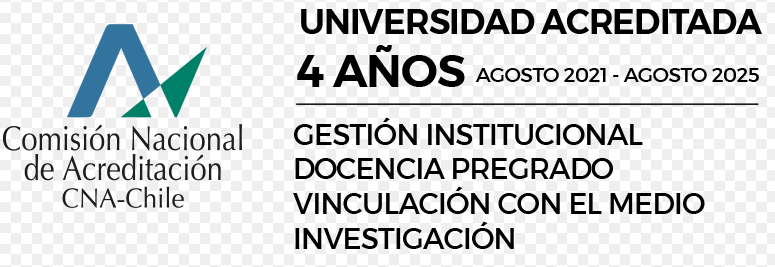 Comisión Nacional
de Acreditación
CNA-Chile
UNIVERSIDAD ACREDITADA
4 AÑOS AGOSTO 2021 - AGOSTO 2025
GESTIÓN INSTITUCIONAL
DOCENCIA PREGRADO
VINCULACIÓN CON EL MEDIO
INVESTIGACIÓN